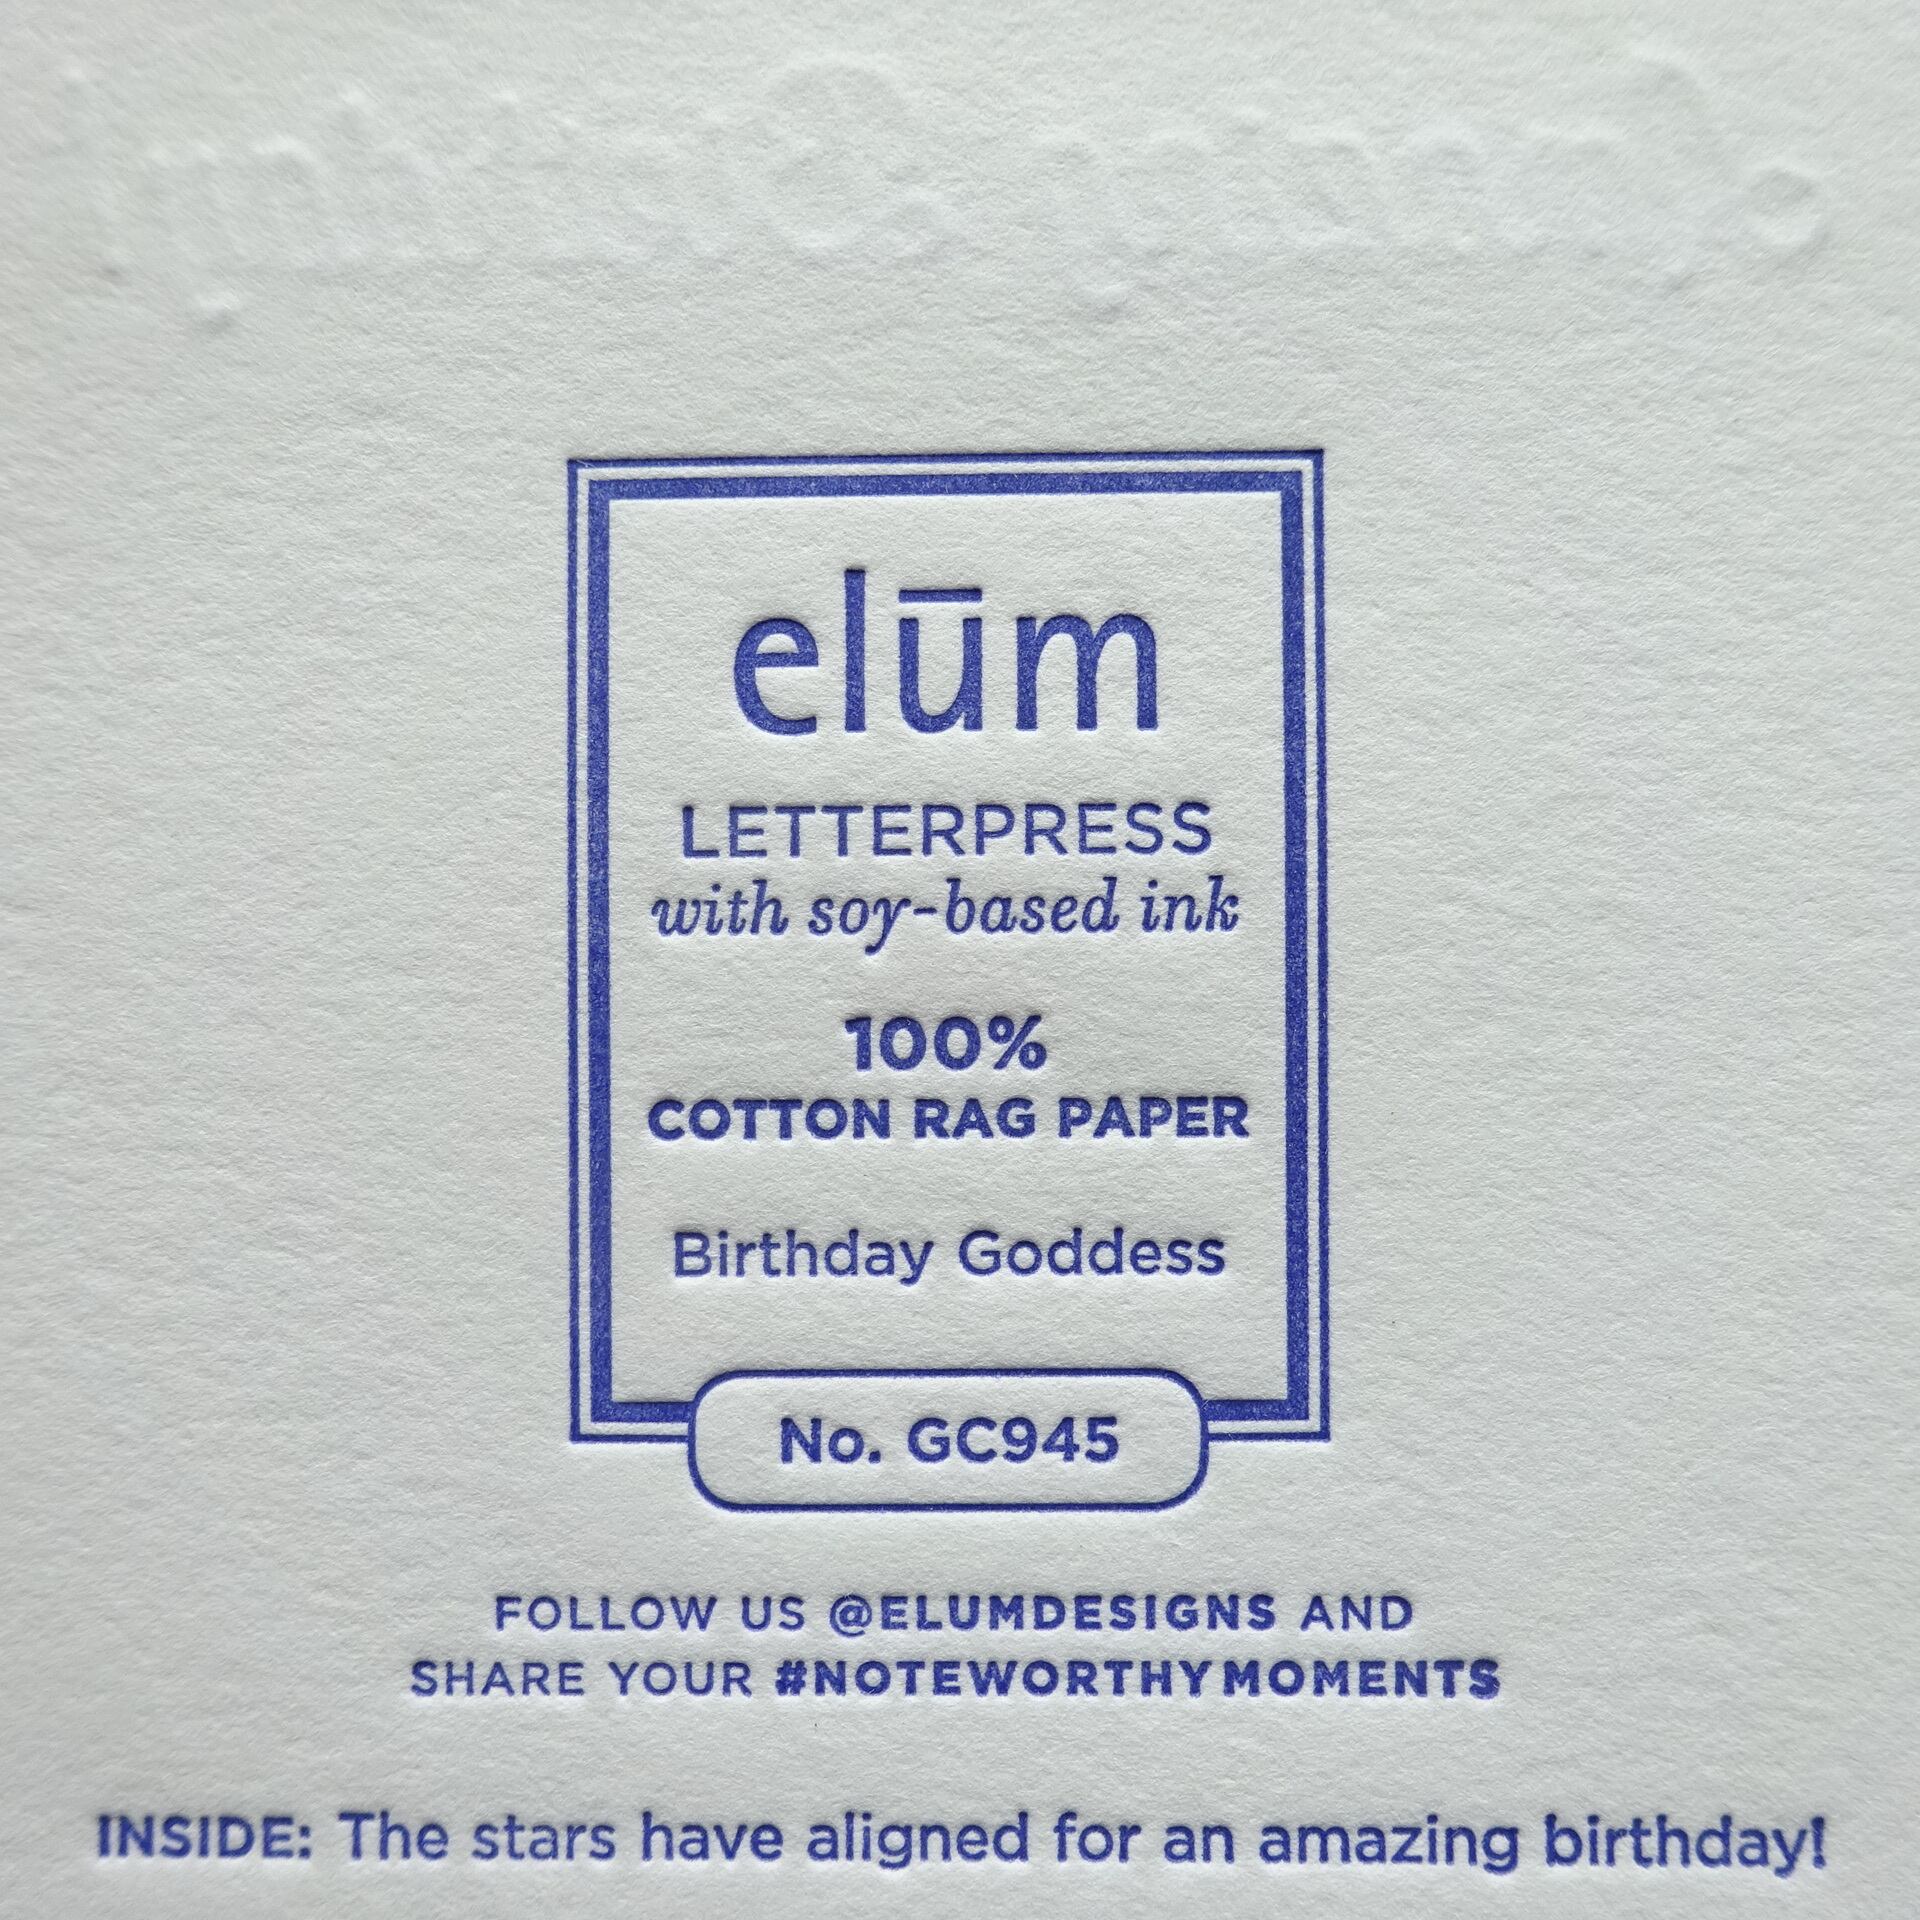 elūm
LETTERPRESS
with soy-based ink
100%
COTTON RAG PAPER
Birthday Goddess
No. GC945
FOLLOW US @ELUMDESIGNS AND
SHARE YOUR #NOTEWORTHYMOMENTS
INSIDE: The stars have aligned for an amazing birthday!